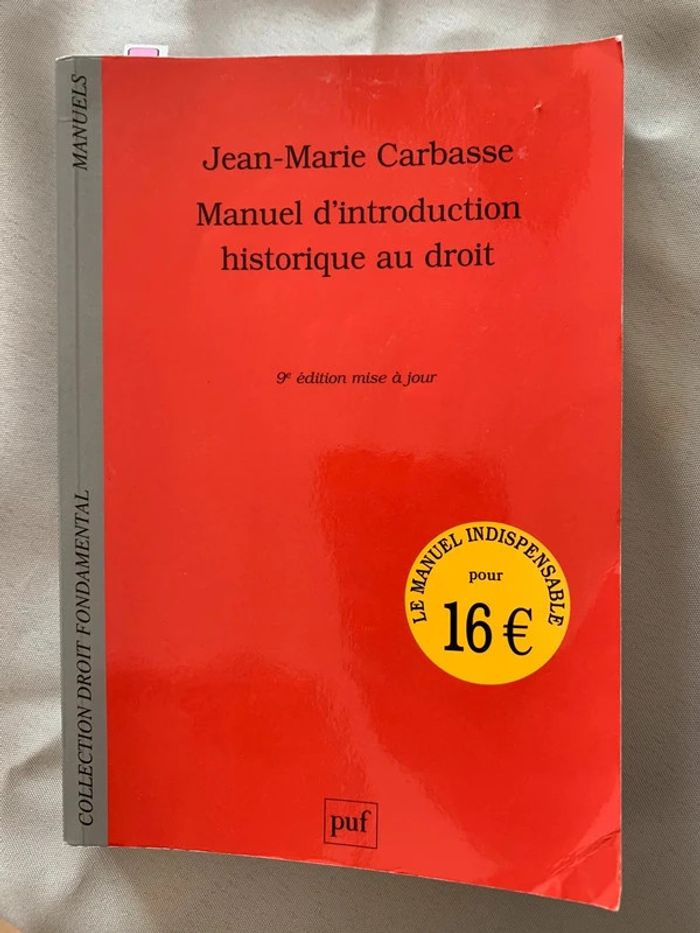 MANUELS
COLLECTION DROIT FONDAMENTAL
Jean-Marie Carbasse
Manuel d'introduction
historique au droit
9e édition mise à jour
LE MANUEL INDISPENSABLE
pour
16 €
puf